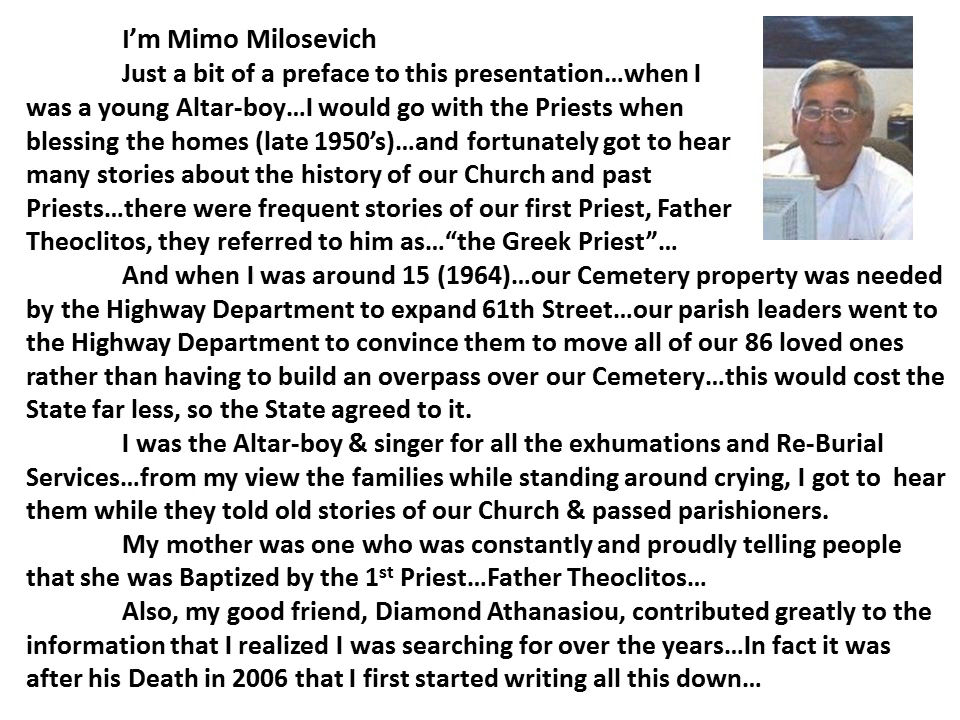 I’m Mimo Milosevich
Just a bit of a preface to this presentation…when I
was a young Altar-boy…I would go with the Priests when
blessing the homes (late 1950’s)…and fortunately got to hear
many stories about the history of our Church and past
Priests…there were frequent stories of our first Priest, Father
Theoclitos, they referred to him as…“the Greek Priest”…
And when I was around 15 (1964)…our Cemetery property was needed
by the Highway Department to expand 61th Street…our parish leaders went to
the Highway Department to convince them to move all of our 86 loved ones
rather than having to build an overpass over our Cemetery…this would cost the
State far less, so the State agreed to it.
I was the Altar-boy & singer for all the exhumations and Re-Burial
Services…from my view the families while standing around crying, I got to  hear
them while they told old stories of our Church & passed parishioners.
My mother was one who was constantly and proudly telling people
that she was Baptized by the 1st Priest…Father Theoclitos…
Also, my good friend, Diamond Athanasiou, contributed greatly to the
information that I realized I was searching for over the years…In fact it was
after his Death in 2006 that I first started writing all this down…